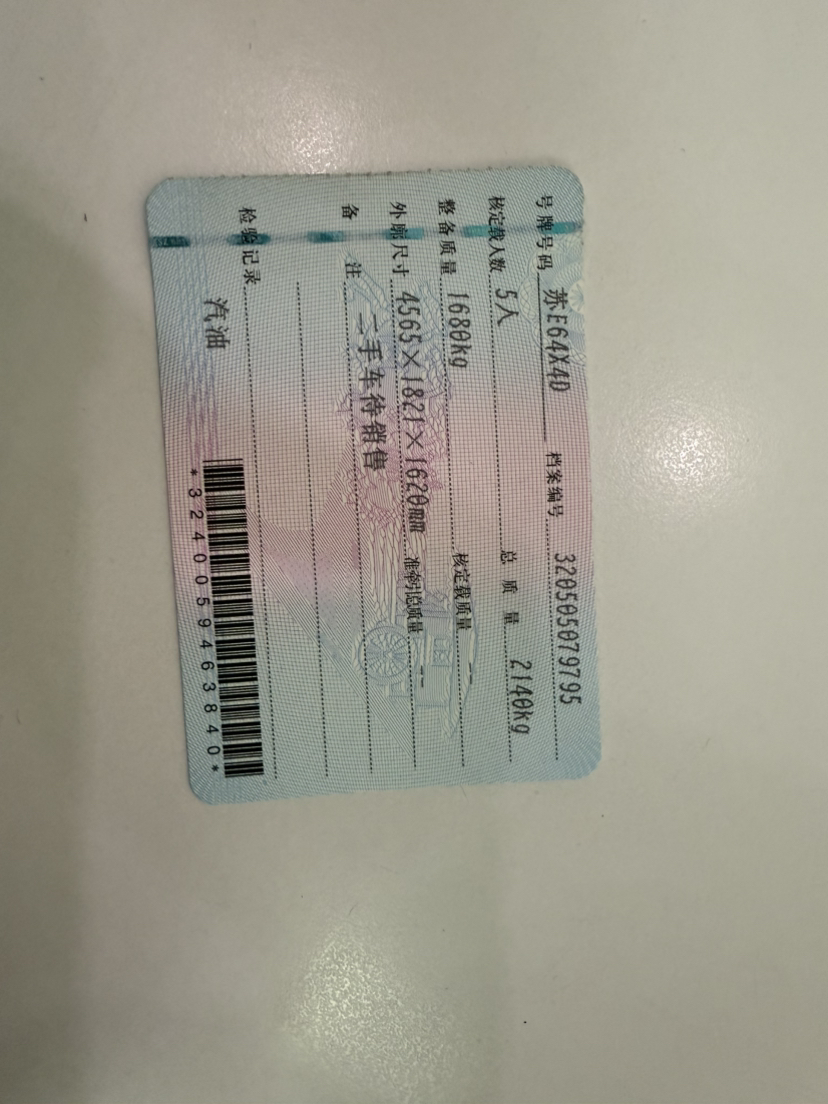 号牌号码 苏E64X4D 档案编号 320505079795
核定载人数 5人 总质量 2140kg
整备质量 1680kg 核定载质量 --
外廓尺寸 4565×1821×1620mm 准牵引总质量 --
备注 二手车待销售
检验记录
汽油
*3240059463840*